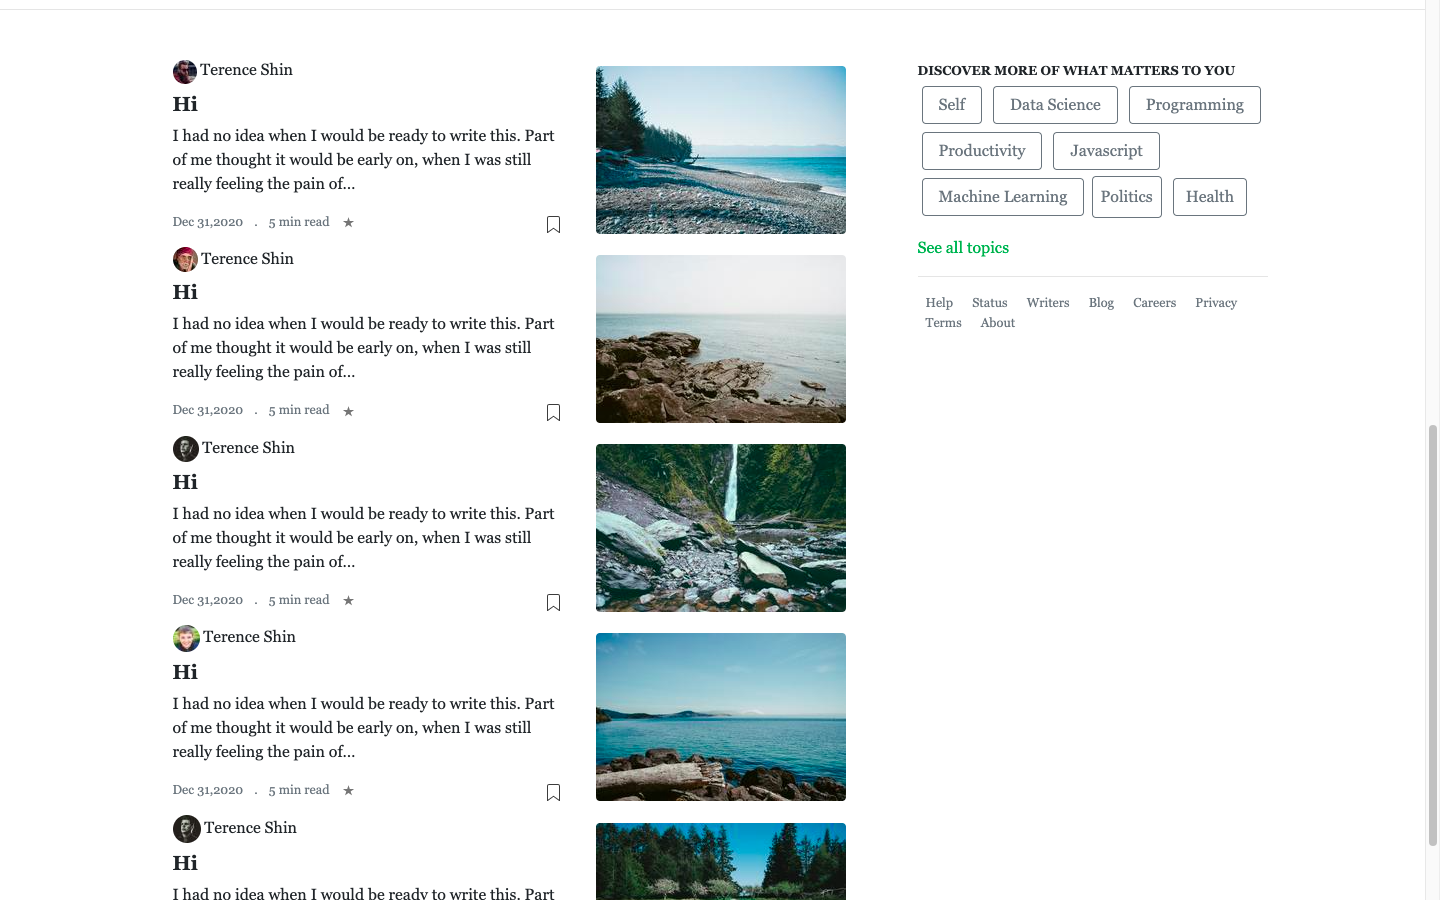 Terence Shin
Hi
I had no idea when I would be ready to write this. Part
of me thought it would be early on, when I was still
really feeling the pain of...
Dec 31,2020 . 5 min read ★
Terence Shin
Hi
I had no idea when I would be ready to write this. Part
of me thought it would be early on, when I was still
really feeling the pain of...
Dec 31,2020 . 5 min read ★
Terence Shin
Hi
I had no idea when I would be ready to write this. Part
of me thought it would be early on, when I was still
really feeling the pain of...
Dec 31,2020 . 5 min read ★
Terence Shin
Hi
I had no idea when I would be ready to write this. Part
of me thought it would be early on, when I was still
really feeling the pain of...
Dec 31,2020 . 5 min read ★
Terence Shin
Hi
I had no idea when I would be ready to write this. Part
DISCOVER MORE OF WHAT MATTERS TO YOU
Self Data Science Programming
Productivity Javascript
Machine Learning Politics Health
See all topics
Help Status Writers Blog Careers Privacy
Terms About